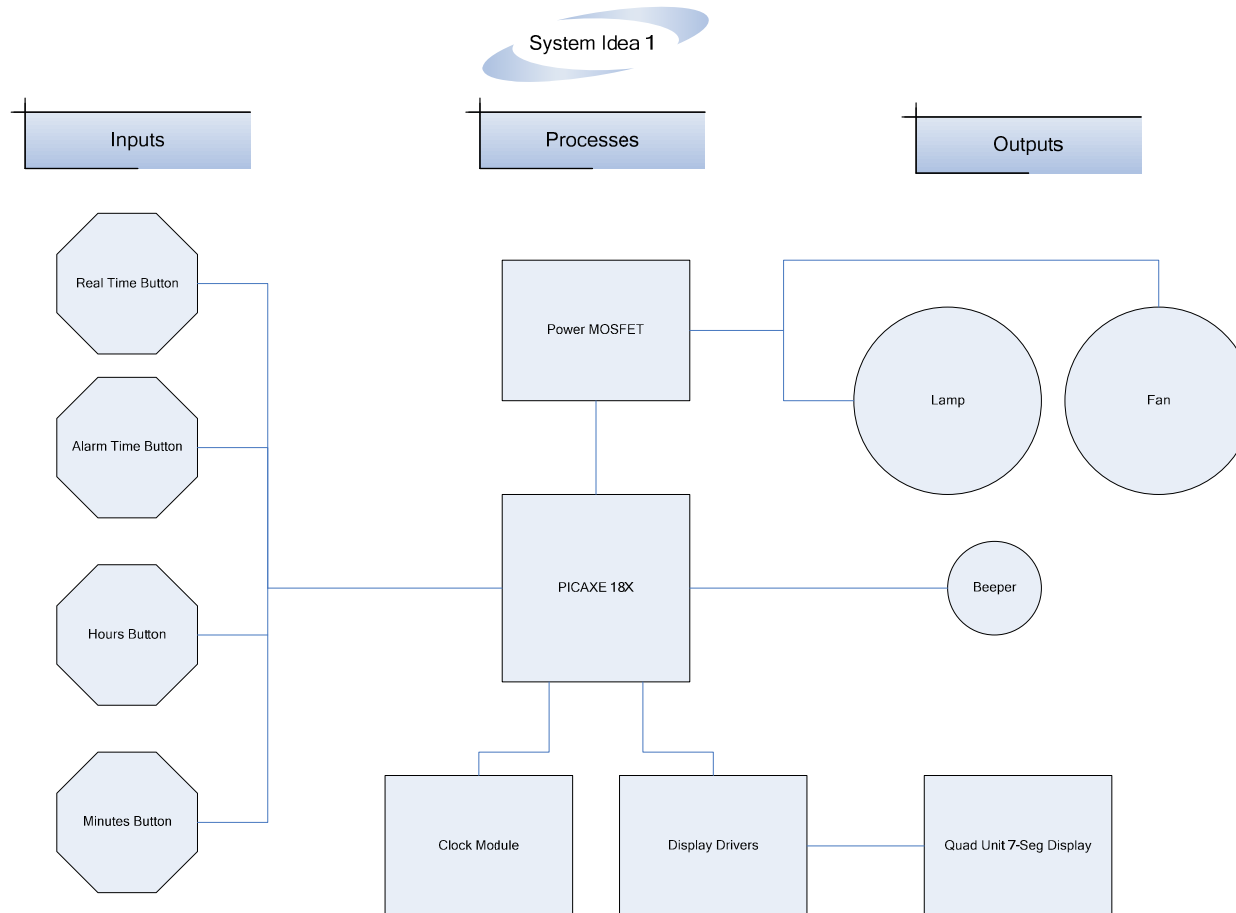 System Idea 1
Inputs
Processes
Outputs
Real Time Button
Power MOSFET
Lamp
Fan
Alarm Time Button
PICAXE 18X
Beeper
Hours Button
Minutes Button
Clock Module
Display Drivers
Quad Unit 7-Seg Display